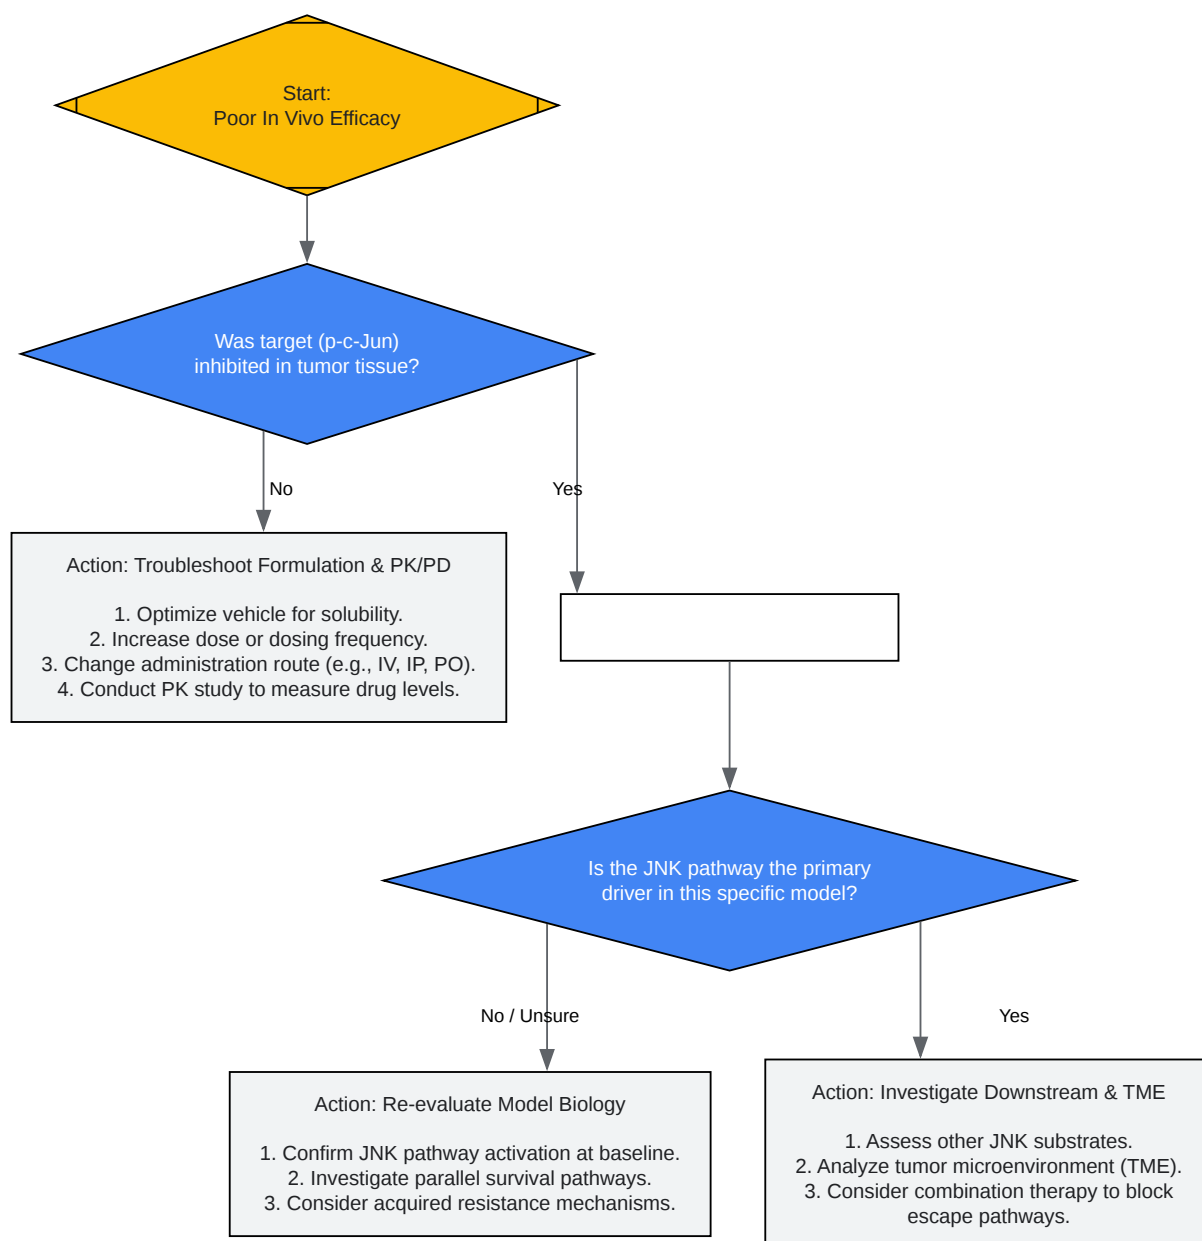 Start:
Poor In Vivo Efficacy
Was target (p-c-Jun)
inhibited in tumor tissue?
No
Yes
Action: Troubleshoot Formulation & PK/PD
1. Optimize vehicle for solubility.
2. Increase dose or dosing frequency.
3. Change administration route (e.g., IV, IP, PO).
4. Conduct PK study to measure drug levels.
Is the JNK pathway the primary
driver in this specific model?
No / Unsure
Yes
Action: Re-evaluate Model Biology
1. Confirm JNK pathway activation at baseline.
2. Investigate parallel survival pathways.
3. Consider acquired resistance mechanisms.
Action: Investigate Downstream & TME
1. Assess other JNK substrates.
2. Analyze tumor microenvironment (TME).
3. Consider combination therapy to block
escape pathways.